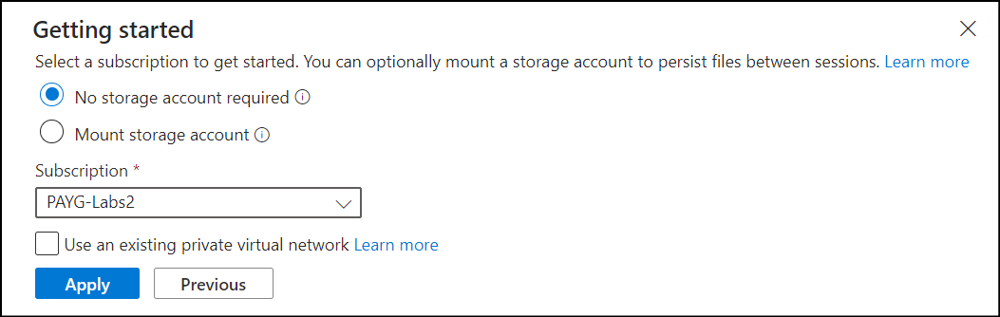 Getting started
Select a subscription to get started. You can optionally mount a storage account to persist files between sessions. Learn more
No storage account required
Mount storage account
Subscription *
PAYG-Labs2
Use an existing private virtual network Learn more
Apply Previous